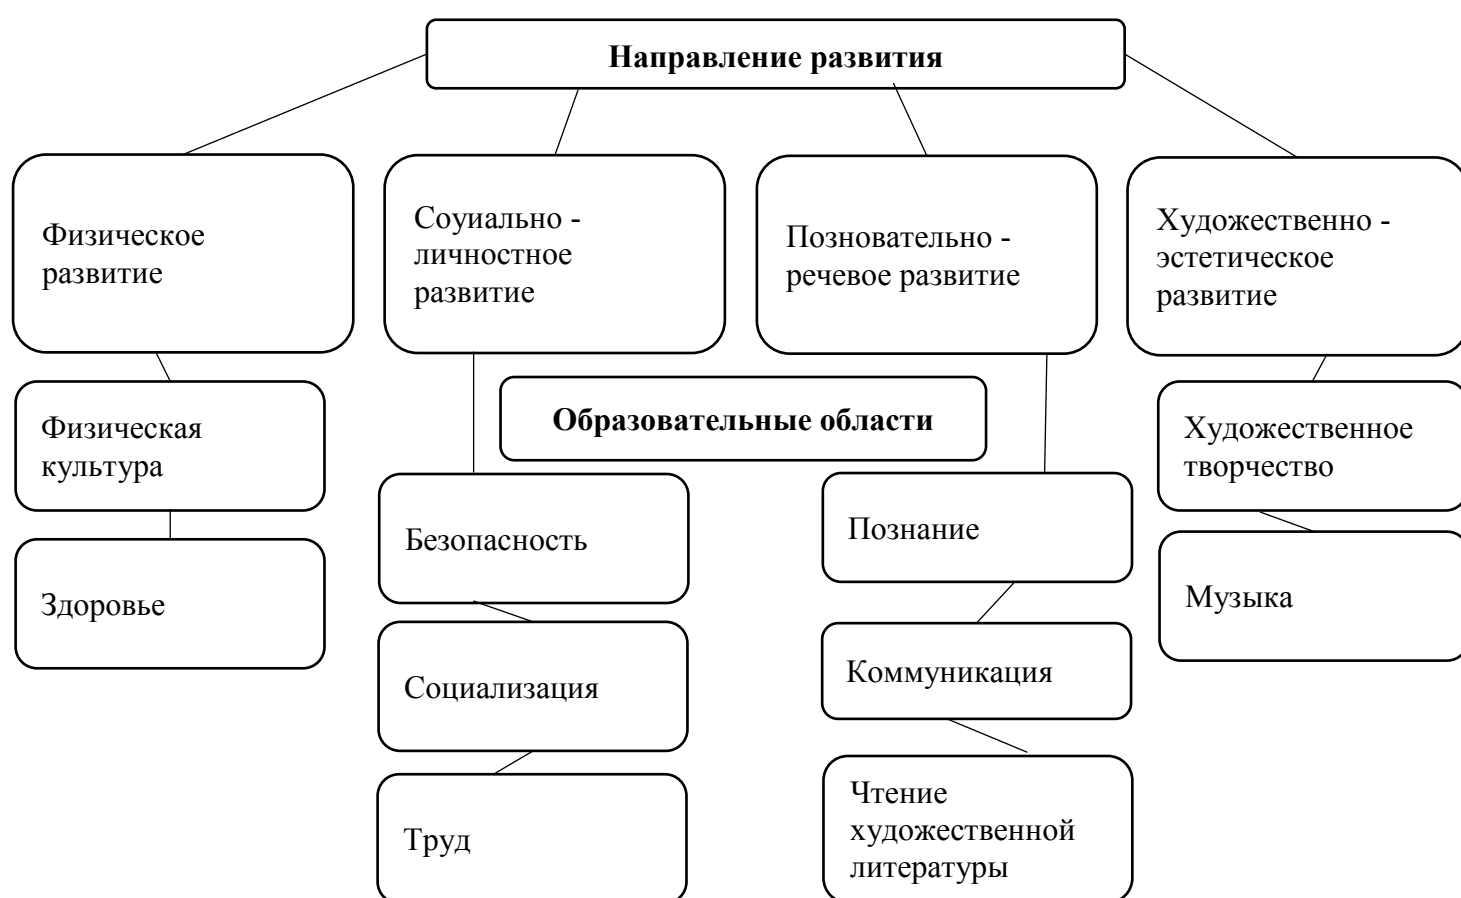 Направление развития
Физическое
развитие
Соуиально -
личностное
развитие
Позновательно -
речевое развитие
Художественно -
эстетическое
развитие
Образовательные области
Физическая
культура
Здоровье
Безопасность
Социализация
Труд
Познание
Коммуникация
Чтение
художественной
литературы
Художественное
творчество
Музыка